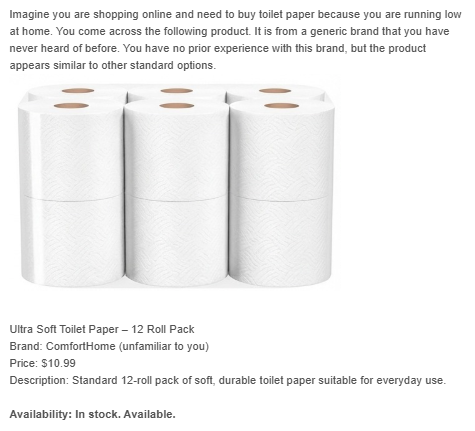 Imagine you are shopping online and need to buy toilet paper because you are running low
at home. You come across the following product. It is from a generic brand that you have
never heard of before. You have no prior experience with this brand, but the product
appears similar to other standard options.
Ultra Soft Toilet Paper – 12 Roll Pack
Brand: ComfortHome (unfamiliar to you)
Price: $10.99
Description: Standard 12-roll pack of soft, durable toilet paper suitable for everyday use.
Availability: In stock. Available.